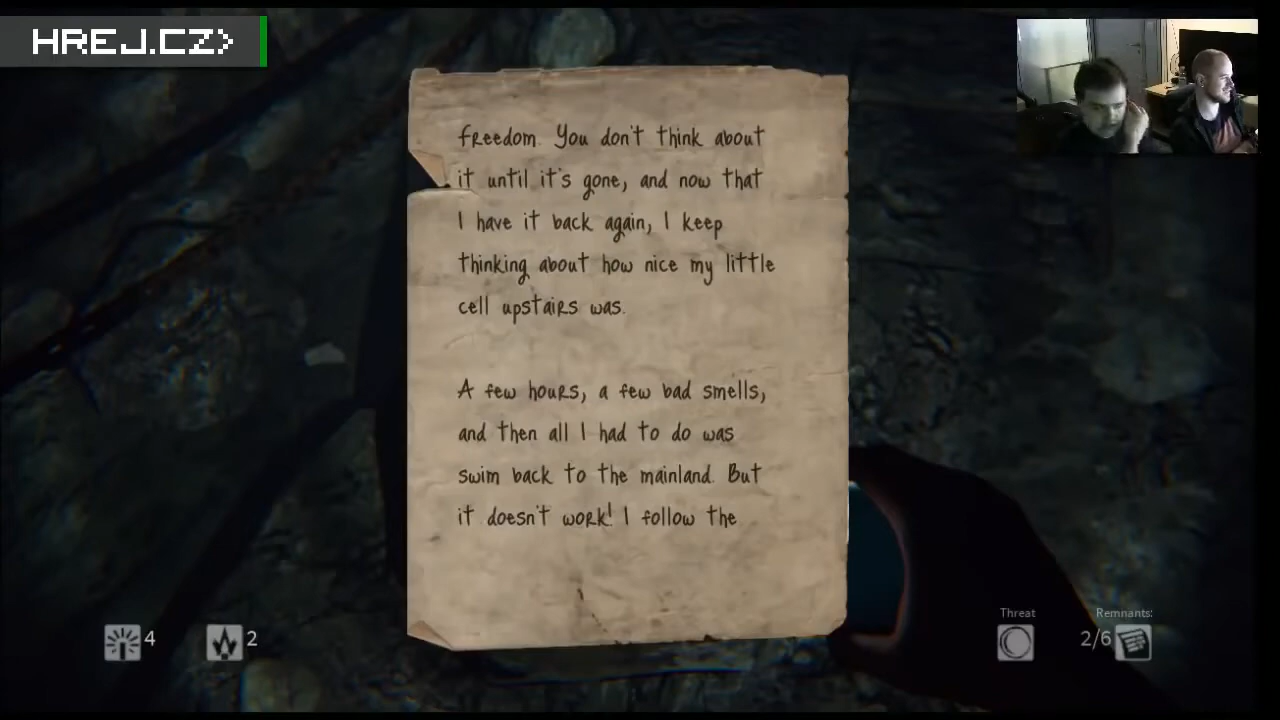 HREJ.CZ>
freedom. You don't think about
it until it's gone, and now that
I have it back again, I keep
thinking about how nice my little
cell upstairs was.
A few hours, a few bad smells,
and then all I had to do was
swim back to the mainland. But
it doesn't work! I follow the
4
2
Threat
Remnants:
2/6